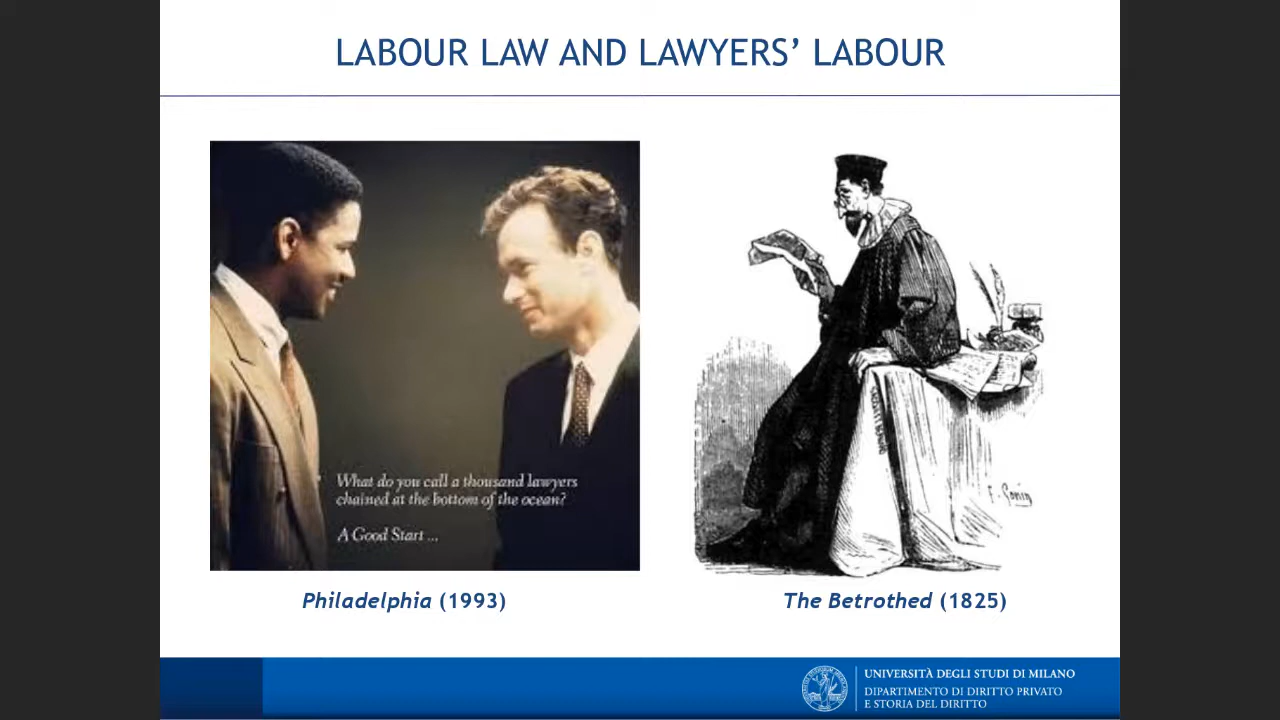 LABOUR LAW AND LAWYERS’ LABOUR
What do you call a thousand lawyers
chained at the bottom of the ocean?
A Good Start ...
F. Gonin
Philadelphia (1993)
The Betrothed (1825)
UNIVERSITÀ DEGLI STUDI DI MILANO
DIPARTIMENTO DI DIRITTO PRIVATO
E STORIA DEL DIRITTO